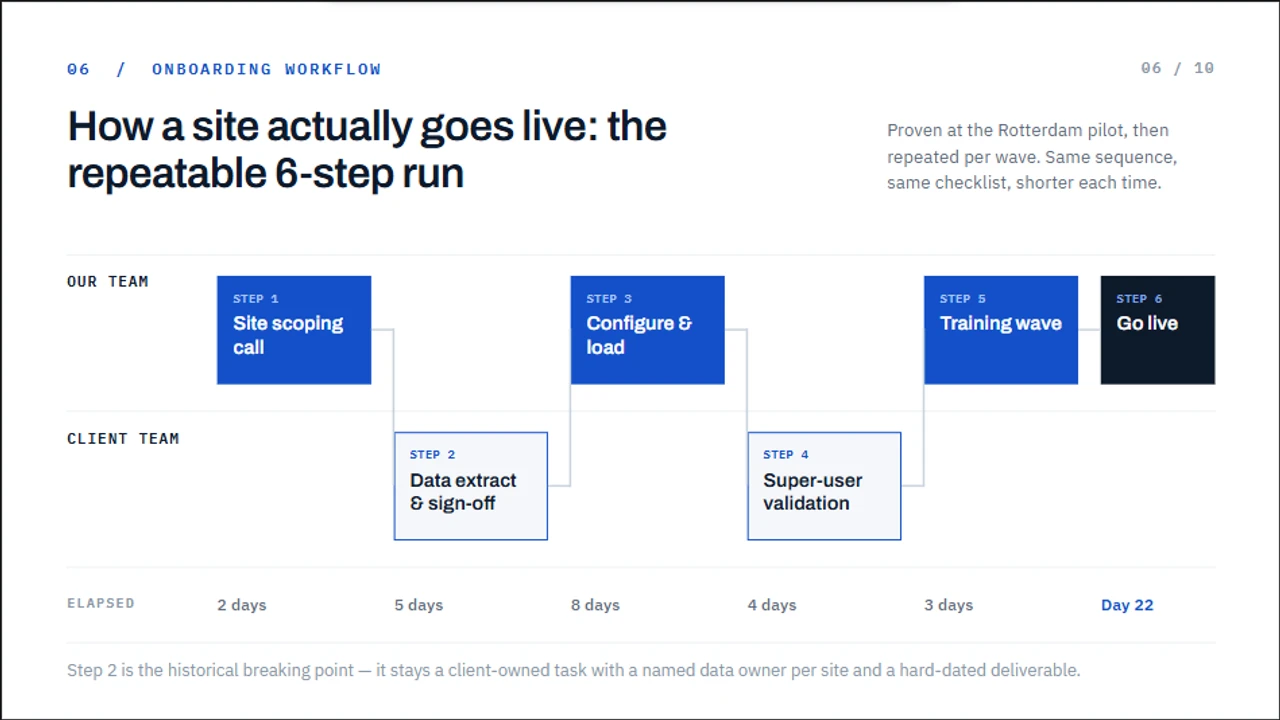 06 / ONBOARDING WORKFLOW
06 / 10
How a site actually goes live: the
repeatable 6-step run
Proven at the Rotterdam pilot, then
repeated per wave. Same sequence,
same checklist, shorter each time.
OUR TEAM
STEP 1
Site scoping
call
STEP 3
Configure &
load
STEP 5
Training wave
STEP 6
Go live
CLIENT TEAM
STEP 2
Data extract
& sign-off
STEP 4
Super-user
validation
ELAPSED
2 days
5 days
8 days
4 days
3 days
Day 22
Step 2 is the historical breaking point — it stays a client-owned task with a named data owner per site and a hard-dated deliverable.